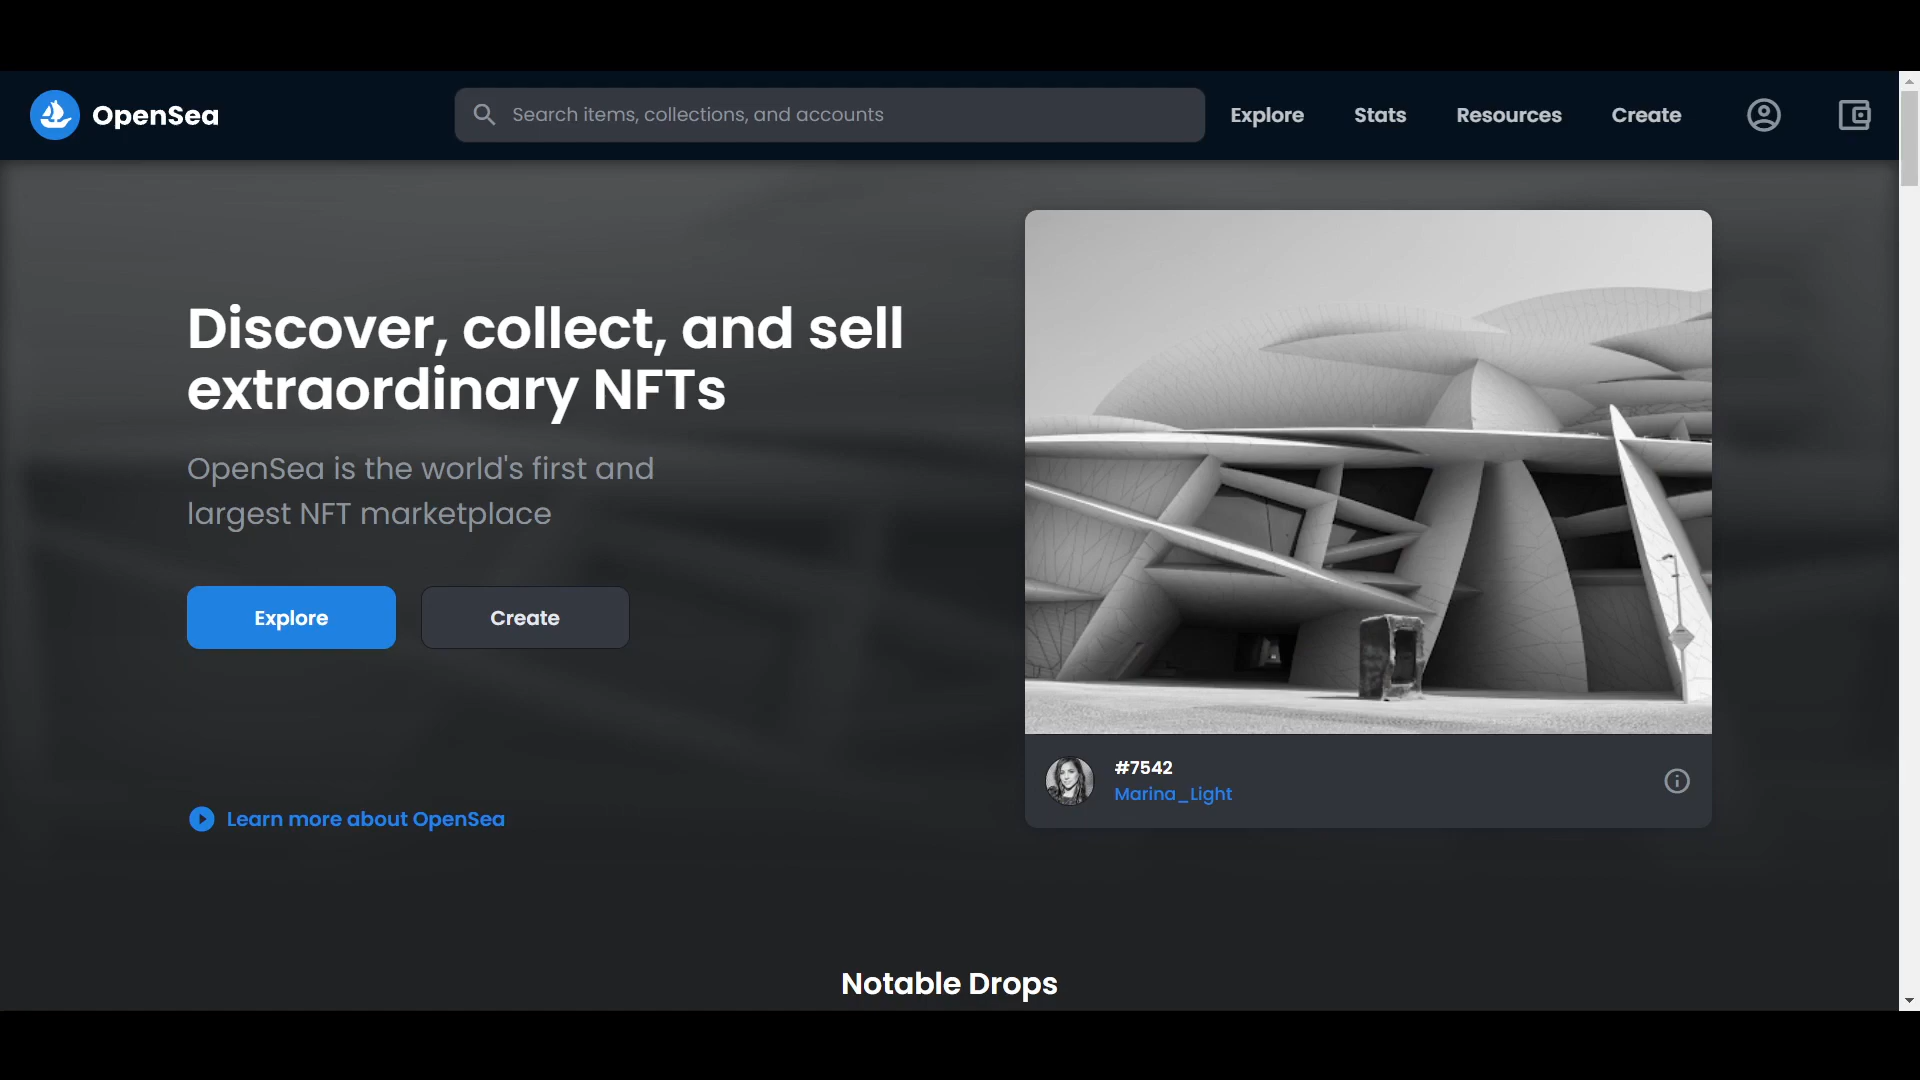 OpenSea
Search items, collections, and accounts
Explore
Stats
Resources
Create
Discover, collect, and sell
extraordinary NFTs
OpenSea is the world's first and
largest NFT marketplace
Explore
Create
Learn more about OpenSea
#7542
Marina_Light
Notable Drops